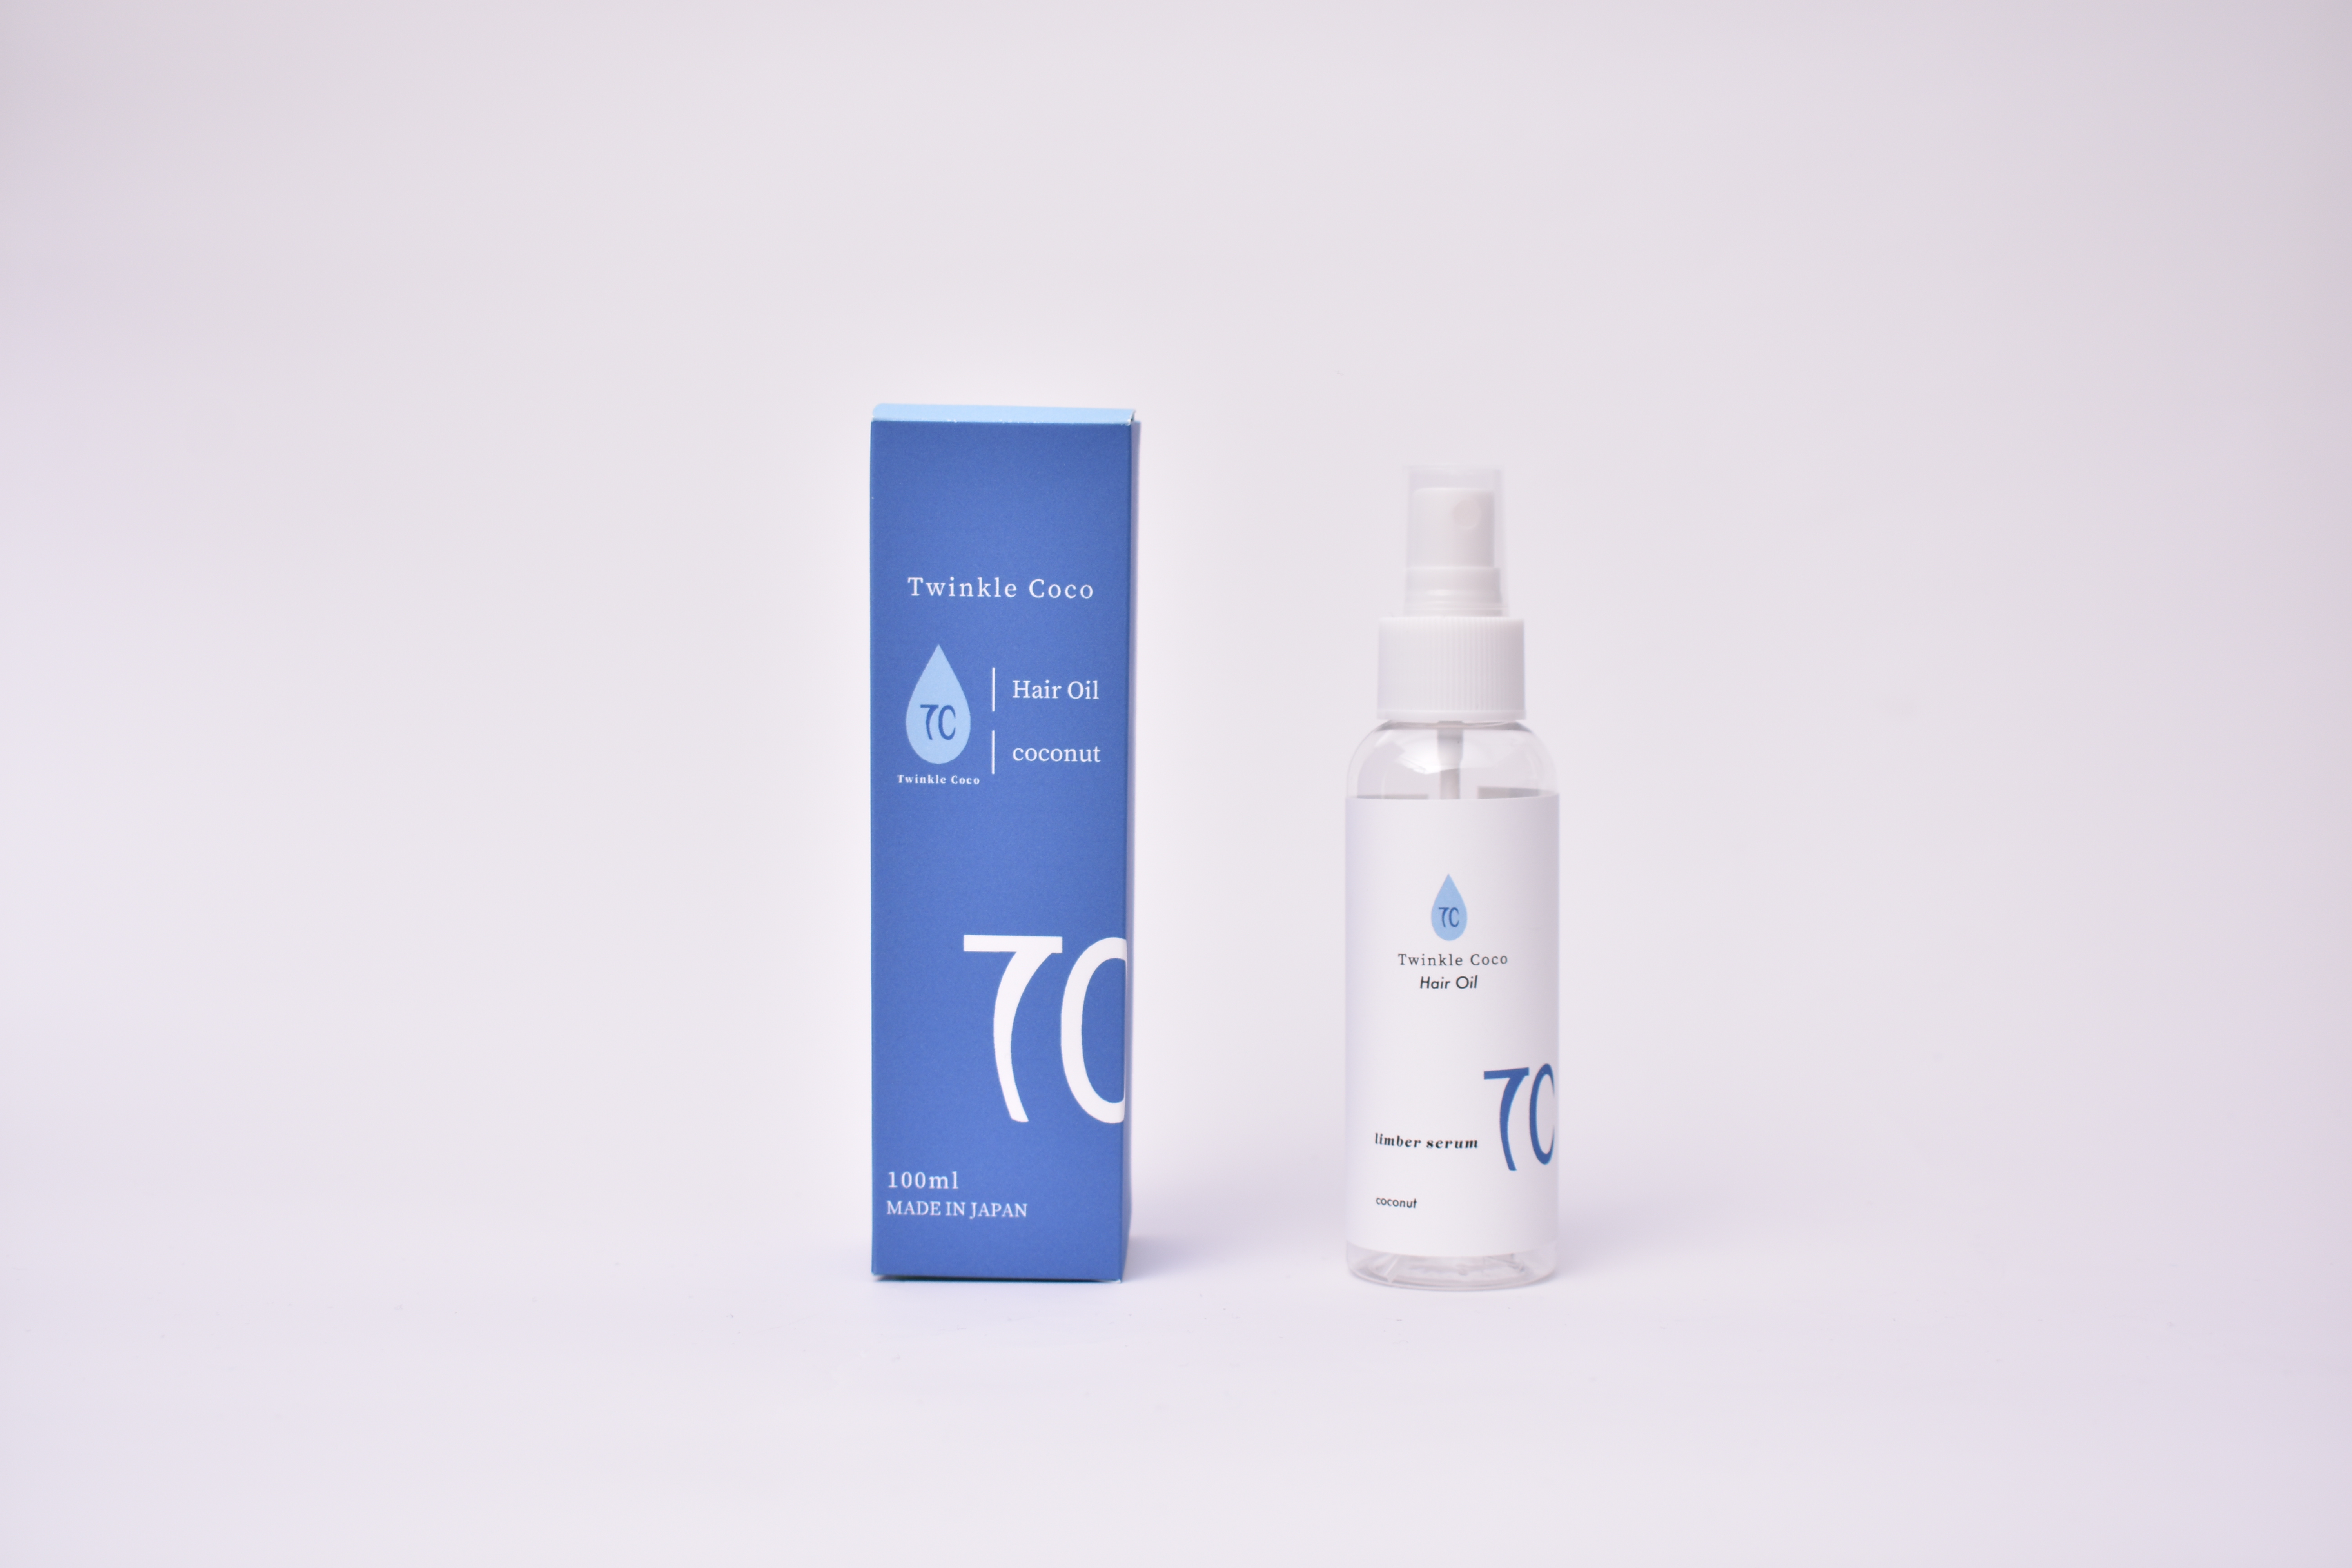 Twinkle Coco
TC
Hair Oil
coconut
Twinkle Coco
TC
100ml
MADE IN JAPAN
TC
Twinkle Coco
Hair Oil
TC
limber serum
coconut